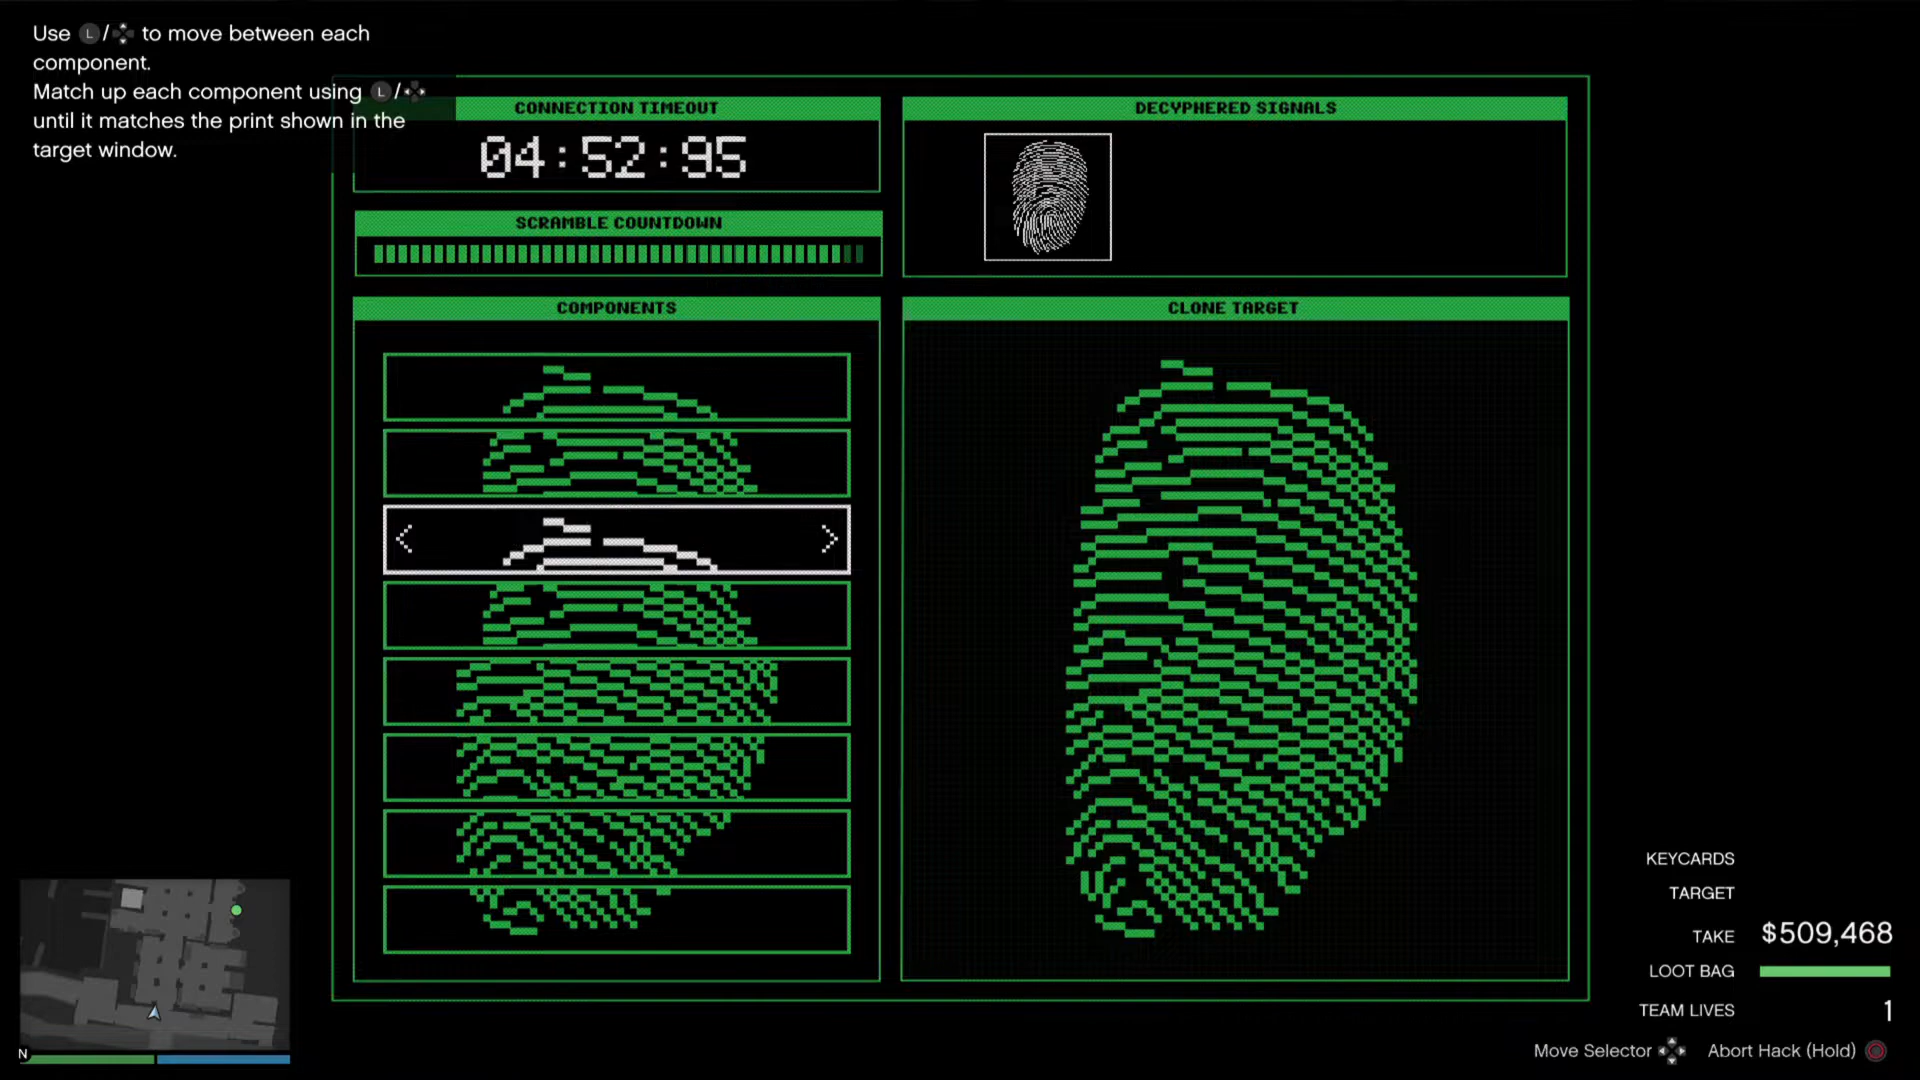 Use L/ to move between each
component.
Match up each component using L/
until it matches the print shown in the
target window.
CONNECTION TIMEOUT
04:52:95
DECYPHERED SIGNALS
SCRAMBLE COUNTDOWN
COMPONENTS
CLONE TARGET
KEYCARDS
TARGET
TAKE $509,468
LOOT BAG
TEAM LIVES 1
N
Move Selector Abort Hack (Hold)